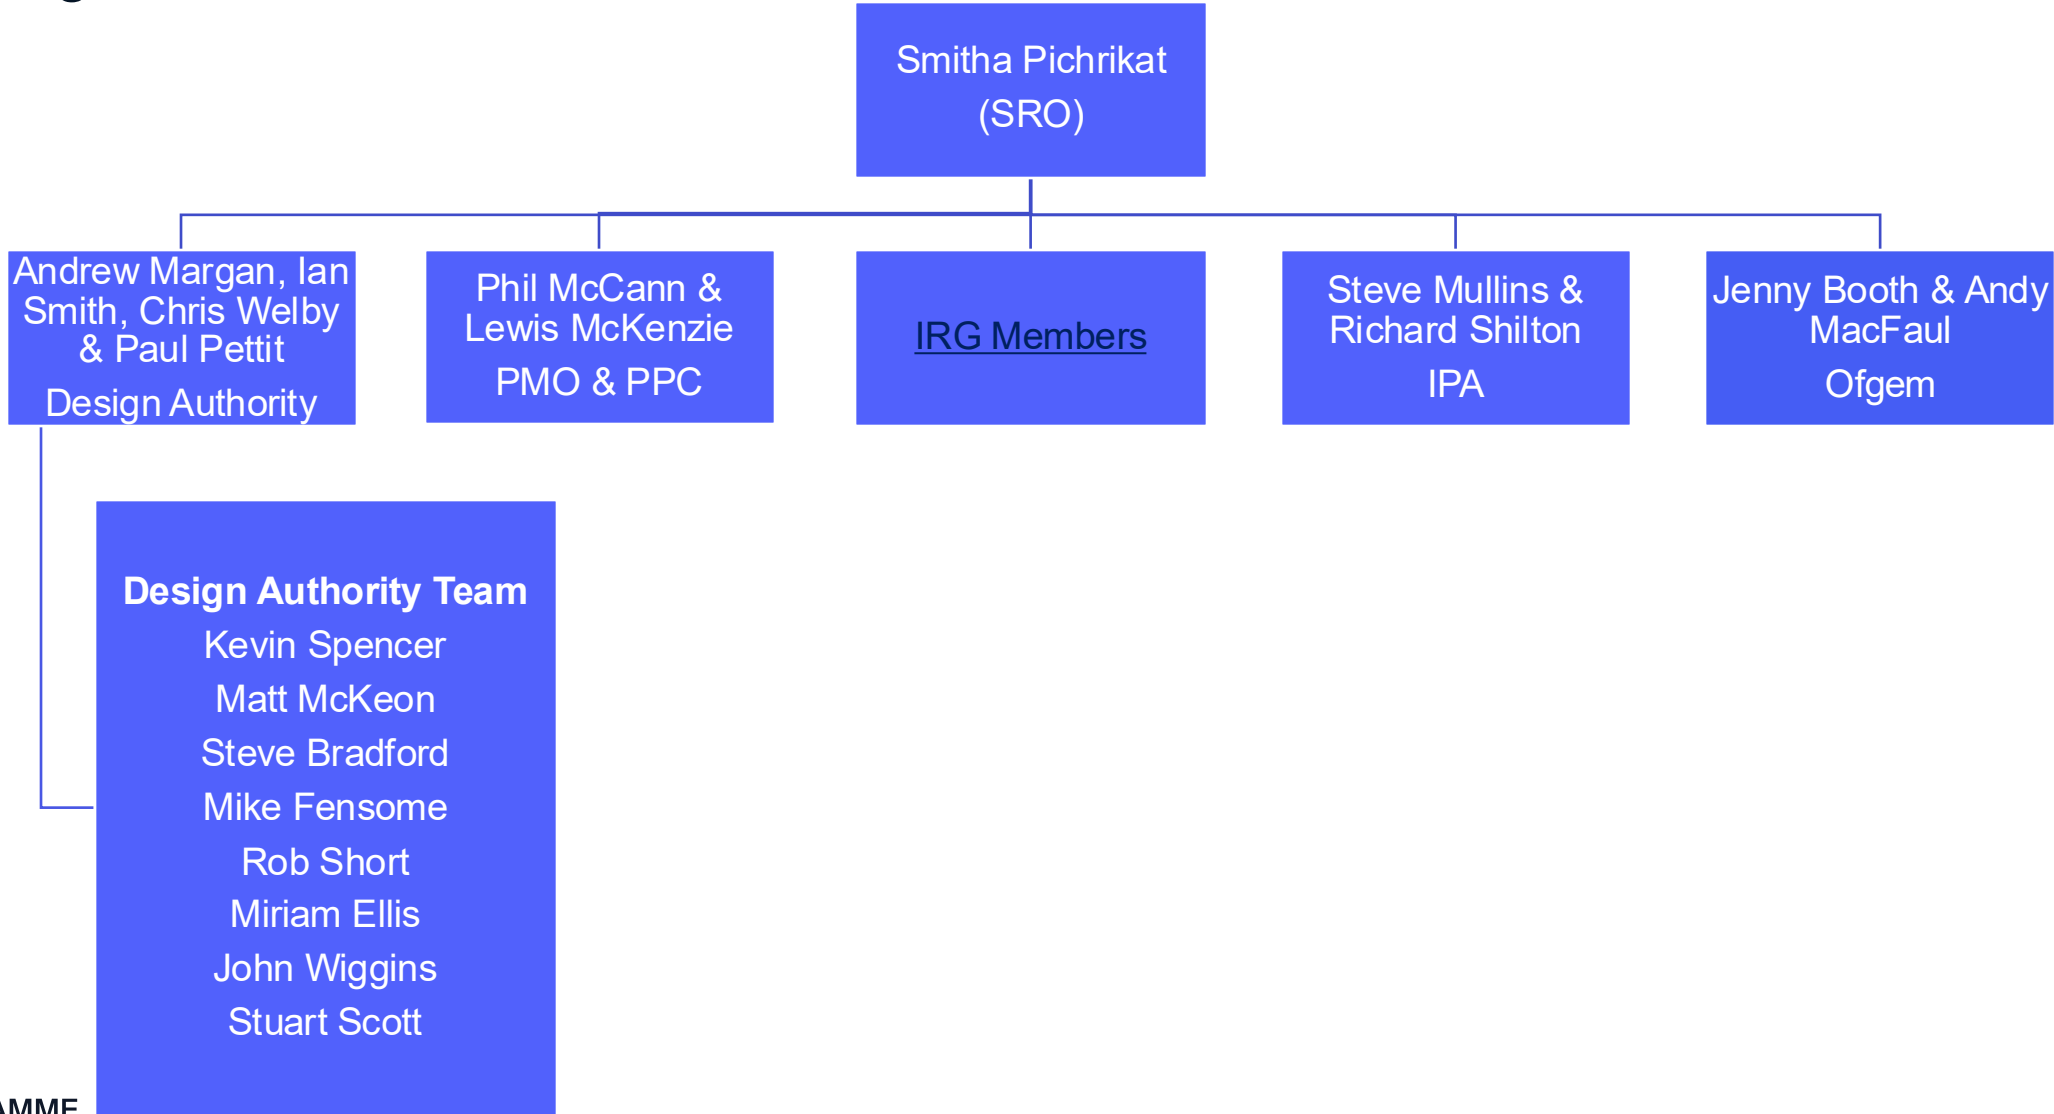 Smitha Pichrikat
(SRO)
Andrew Margan, Ian
Smith, Chris Welby
& Paul Pettit
Design Authority
Phil McCann &
Lewis McKenzie
PMO & PPC
IRG Members
Steve Mullins &
Richard Shilton
IPA
Jenny Booth & Andy
MacFaul
Ofgem
Design Authority Team
Kevin Spencer
Matt McKeon
Steve Bradford
Mike Fensome
Rob Short
Miriam Ellis
John Wiggins
Stuart Scott